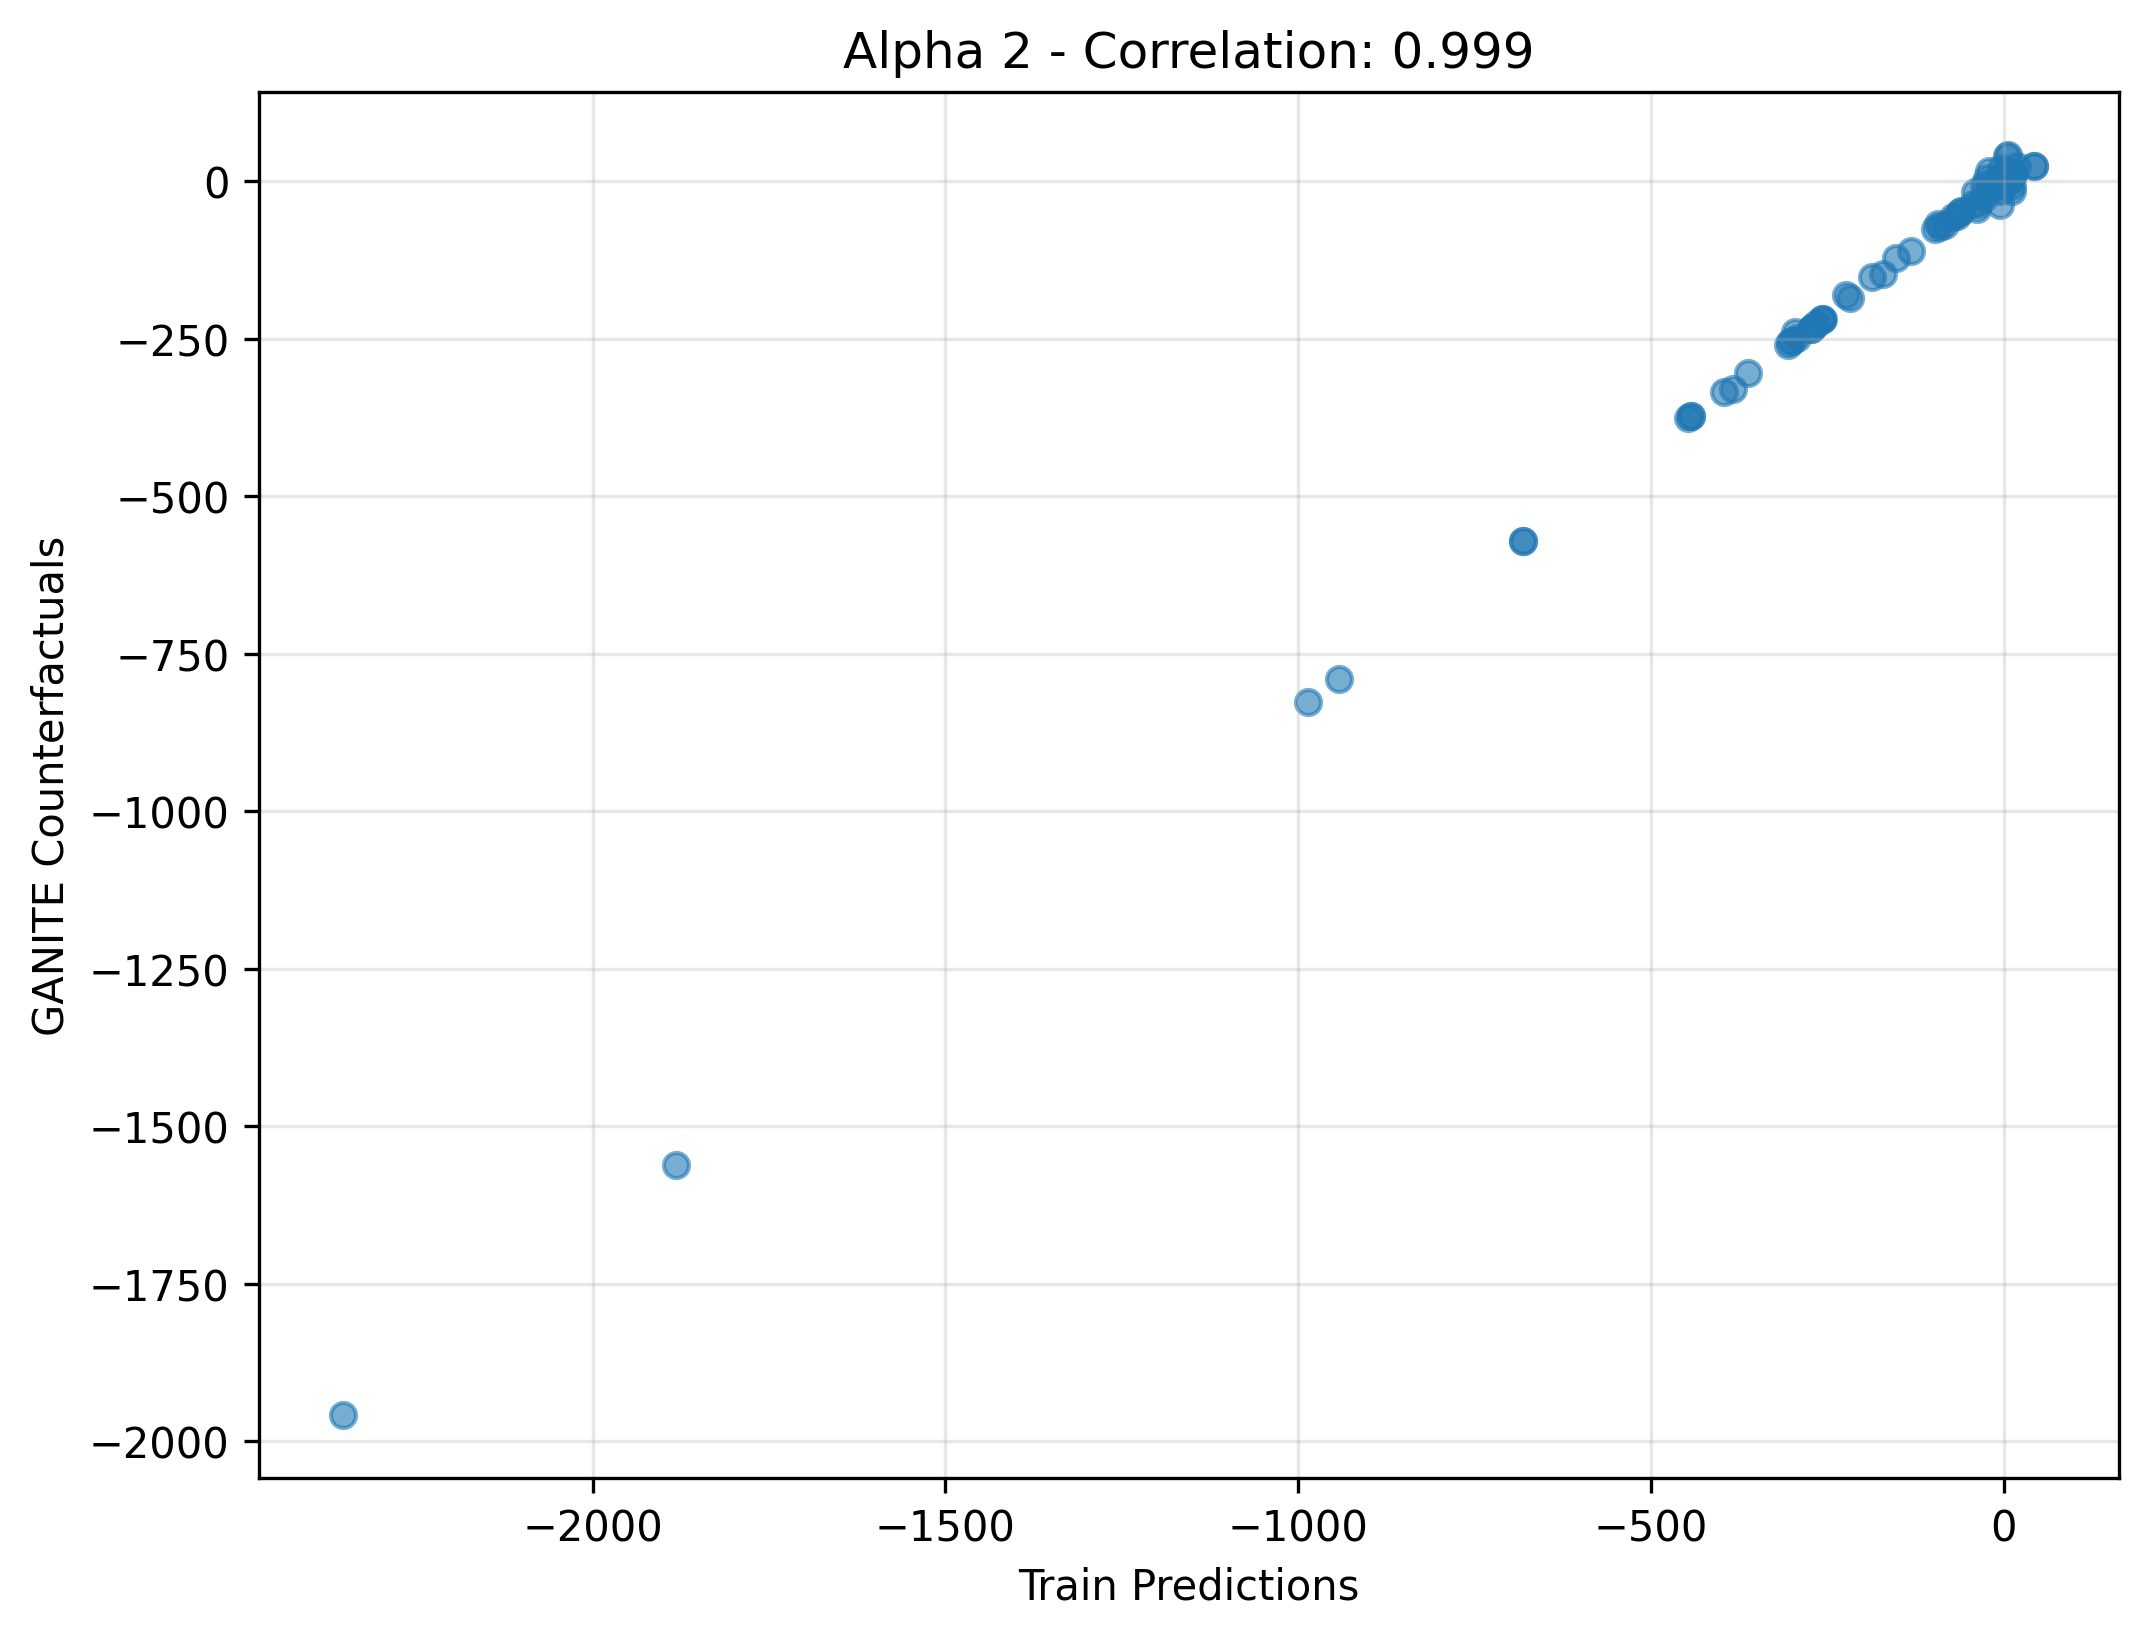 Alpha 2 - Correlation: 0.999
0
−250
−500
−750
−1000
−1250
−1500
−1750
−2000
GANITE Counterfactuals
−2000 −1500 −1000 −500 0
Train Predictions